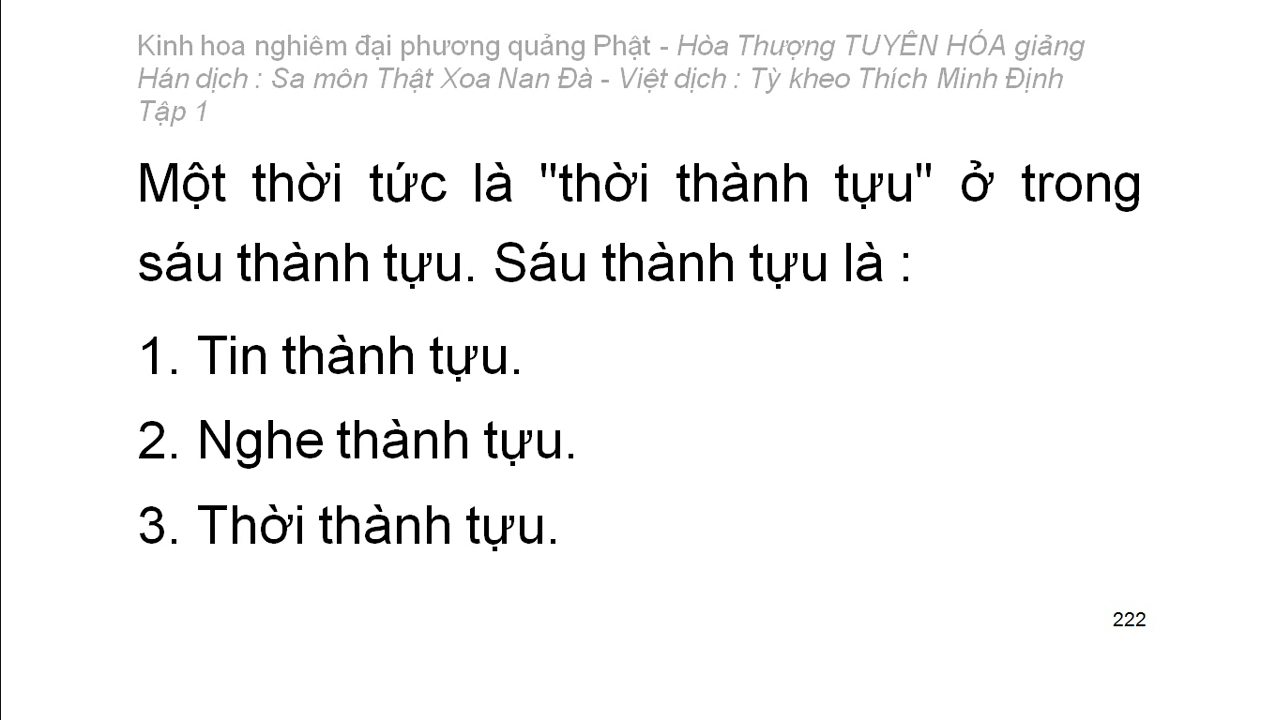 Kinh hoa nghiêm đại phương quảng Phật - Hòa Thượng TUYÊN HÓA giảng
Hán dịch : Sa môn Thật Xoa Nan Đà - Việt dịch : Tỳ kheo Thích Minh Định
Tập 1
Một thời tức là "thời thành tựu" ở trong
sáu thành tựu. Sáu thành tựu là :
1. Tin thành tựu.
2. Nghe thành tựu.
3. Thời thành tựu.
222